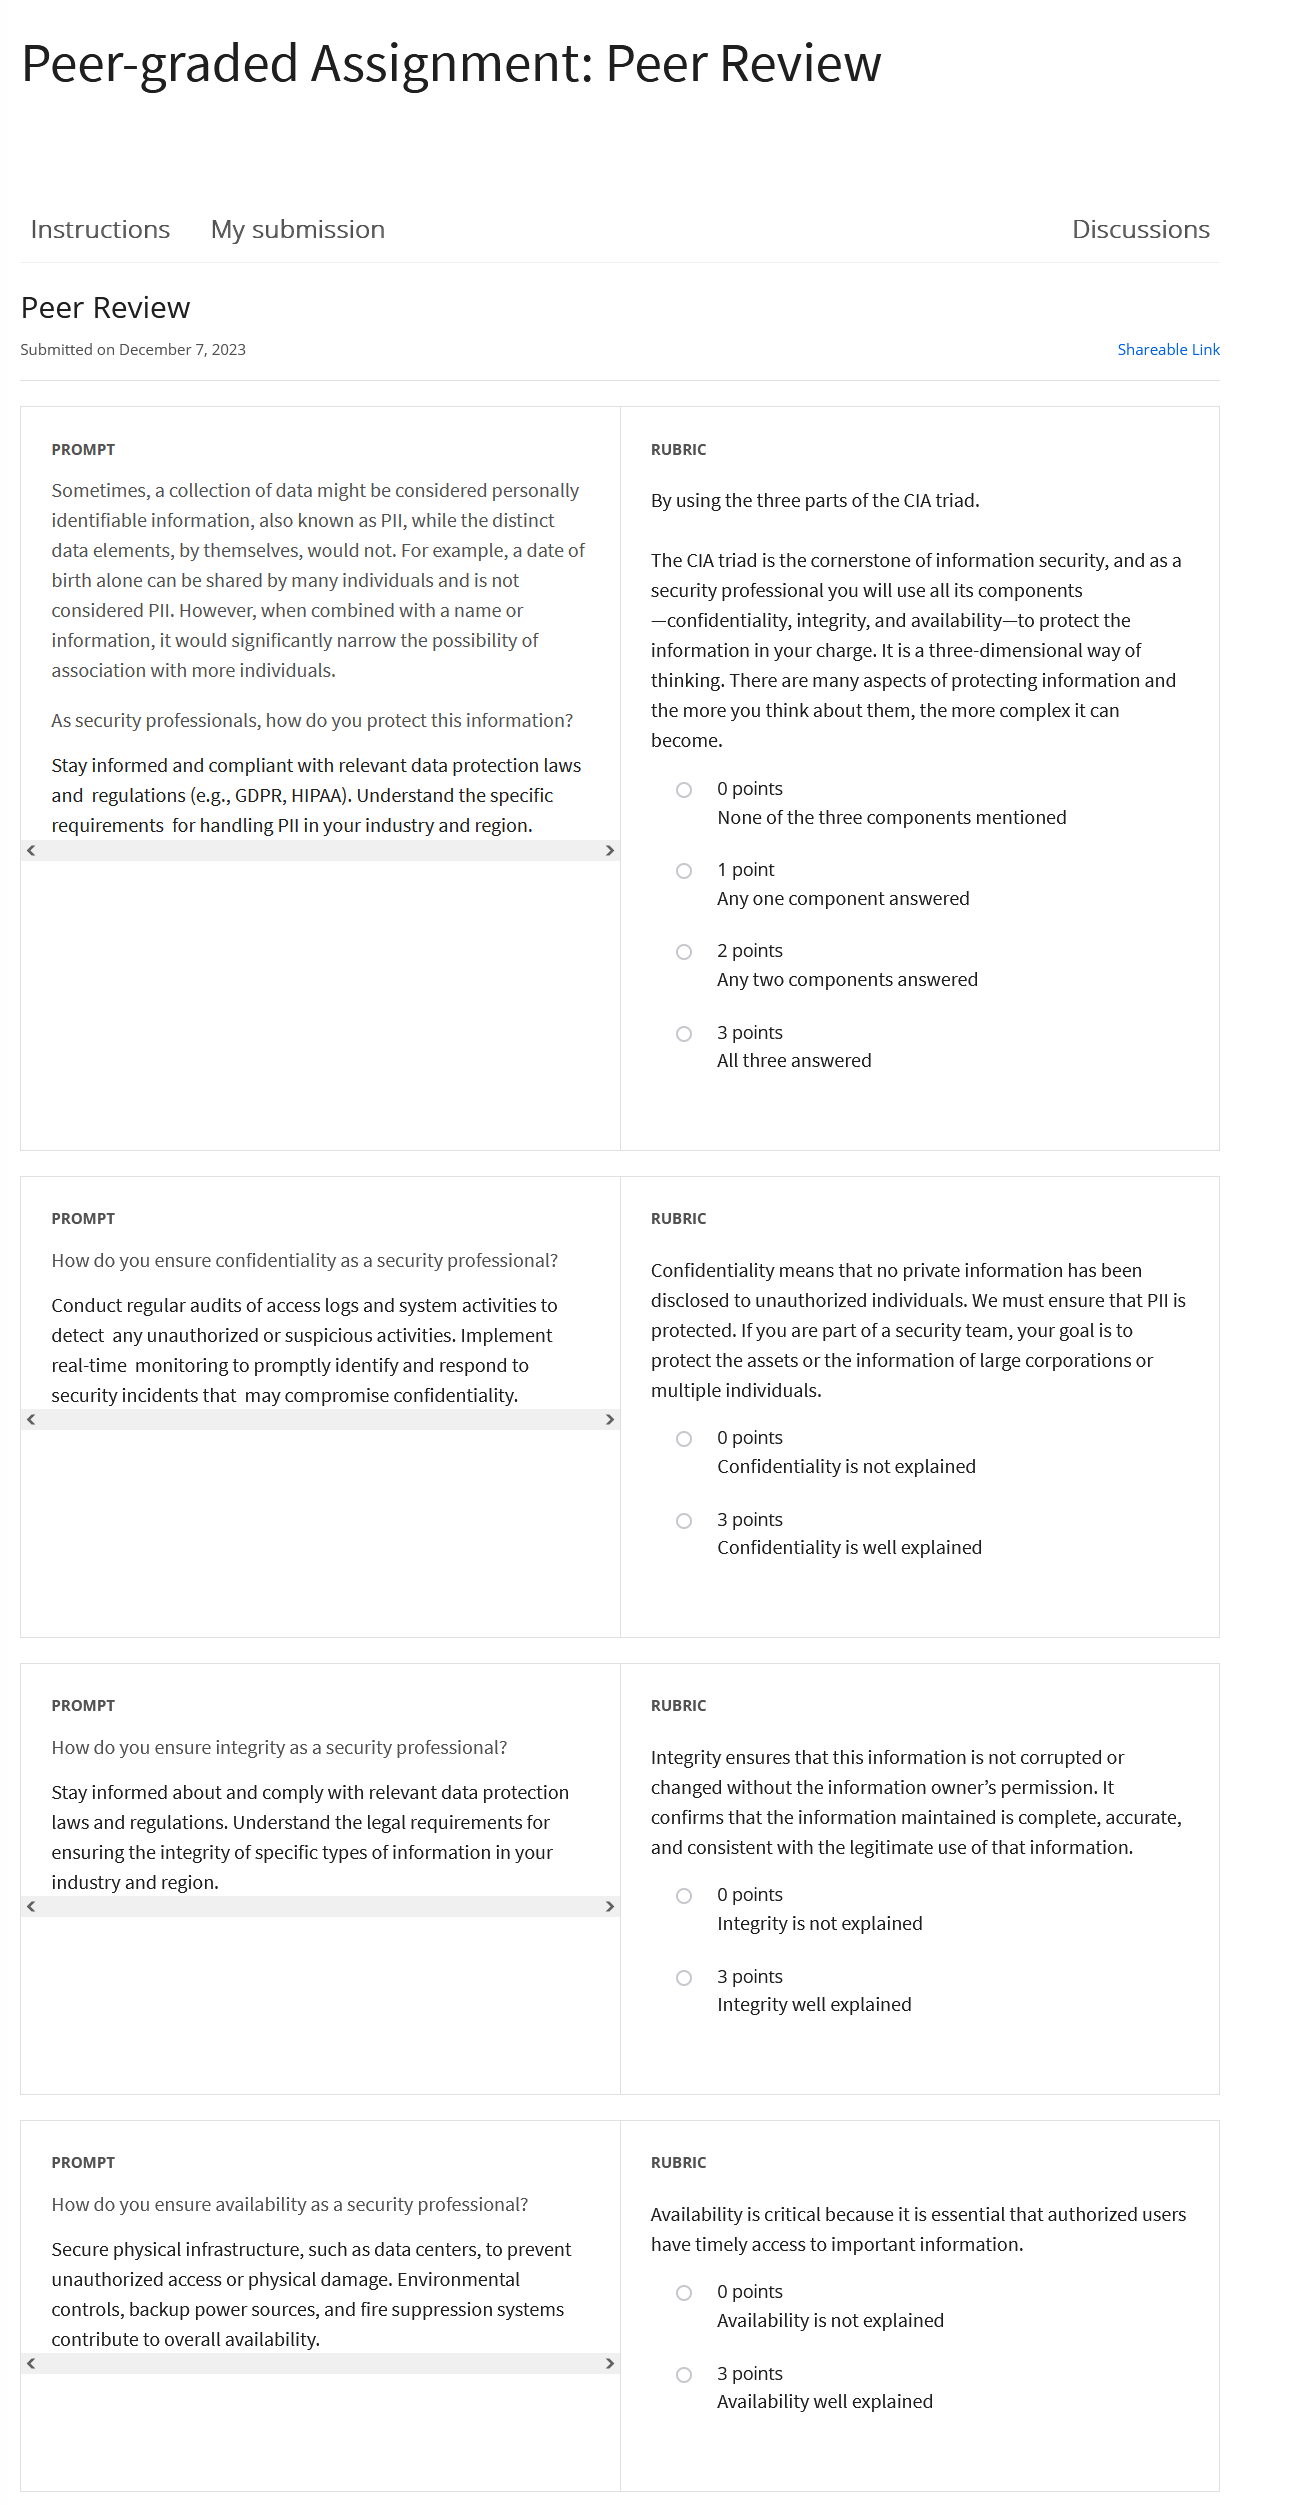 Peer-graded Assignment: Peer Review
Instructions My submission Discussions
Peer Review
Submitted on December 7, 2023 Shareable Link
PROMPT
Sometimes, a collection of data might be considered personally
identifiable information, also known as PII, while the distinct
data elements, by themselves, would not. For example, a date of
birth alone can be shared by many individuals and is not
considered PII. However, when combined with a name or
information, it would significantly narrow the possibility of
association with more individuals.
As security professionals, how do you protect this information?
Stay informed and compliant with relevant data protection laws
and regulations (e.g., GDPR, HIPAA). Understand the specific
requirements for handling PII in your industry and region.
RUBRIC
By using the three parts of the CIA triad.
The CIA triad is the cornerstone of information security, and as a
security professional you will use all its components
—confidentiality, integrity, and availability—to protect the
information in your charge. It is a three-dimensional way of
thinking. There are many aspects of protecting information and
the more you think about them, the more complex it can
become.
0 points
None of the three components mentioned
1 point
Any one component answered
2 points
Any two components answered
3 points
All three answered
PROMPT
How do you ensure confidentiality as a security professional?
Conduct regular audits of access logs and system activities to
detect any unauthorized or suspicious activities. Implement
real-time monitoring to promptly identify and respond to
security incidents that may compromise confidentiality.
RUBRIC
Confidentiality means that no private information has been
disclosed to unauthorized individuals. We must ensure that PII is
protected. If you are part of a security team, your goal is to
protect the assets or the information of large corporations or
multiple individuals.
0 points
Confidentiality is not explained
3 points
Confidentiality is well explained
PROMPT
How do you ensure integrity as a security professional?
Stay informed about and comply with relevant data protection
laws and regulations. Understand the legal requirements for
ensuring the integrity of specific types of information in your
industry and region.
RUBRIC
Integrity ensures that this information is not corrupted or
changed without the information owner’s permission. It
confirms that the information maintained is complete, accurate,
and consistent with the legitimate use of that information.
0 points
Integrity is not explained
3 points
Integrity well explained
PROMPT
How do you ensure availability as a security professional?
Secure physical infrastructure, such as data centers, to prevent
unauthorized access or physical damage. Environmental
controls, backup power sources, and fire suppression systems
contribute to overall availability.
RUBRIC
Availability is critical because it is essential that authorized users
have timely access to important information.
0 points
Availability is not explained
3 points
Availability well explained